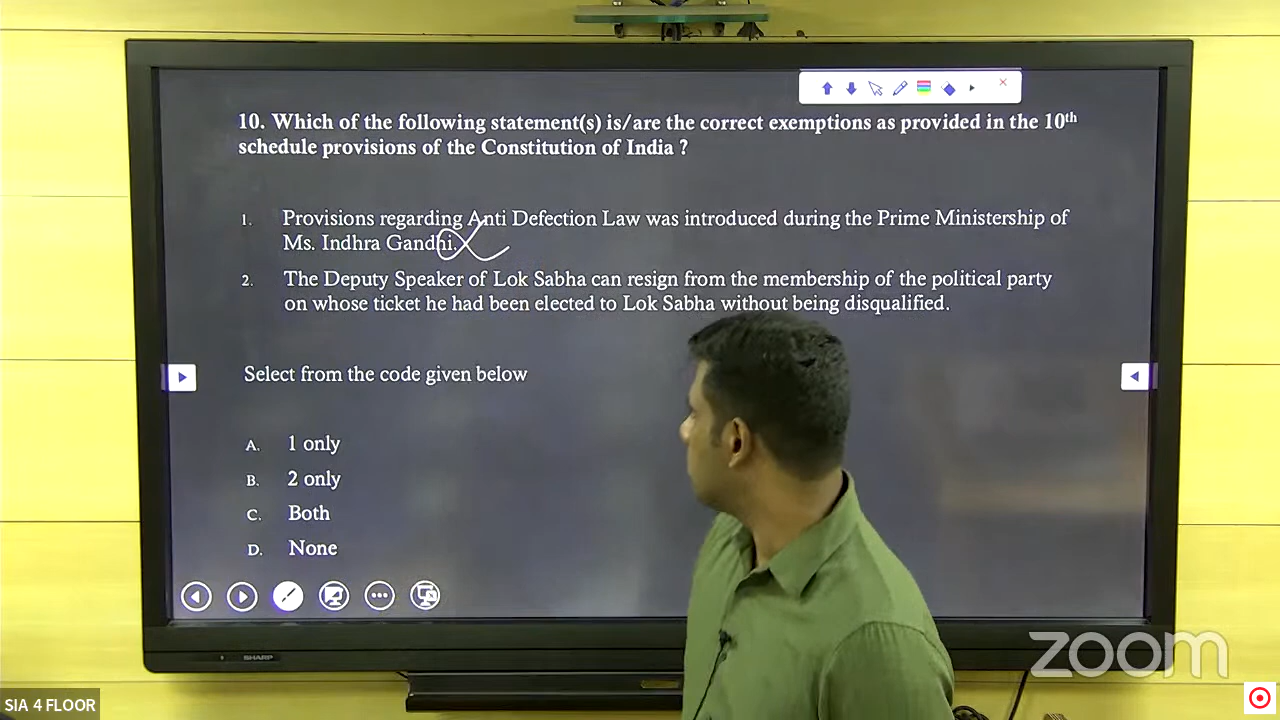 10. Which of the following statement(s) is/are the correct exemptions as provided in the 10th
schedule provisions of the Constitution of India ?
1. Provisions regarding Anti Defection Law was introduced during the Prime Ministership of
Ms. Indhra Gandhi.
2. The Deputy Speaker of Lok Sabha can resign from the membership of the political party
on whose ticket he had been elected to Lok Sabha without being disqualified.
Select from the code given below
A. 1 only
B. 2 only
C. Both
D. None
SHARP
zoom
SIA 4 FLOOR